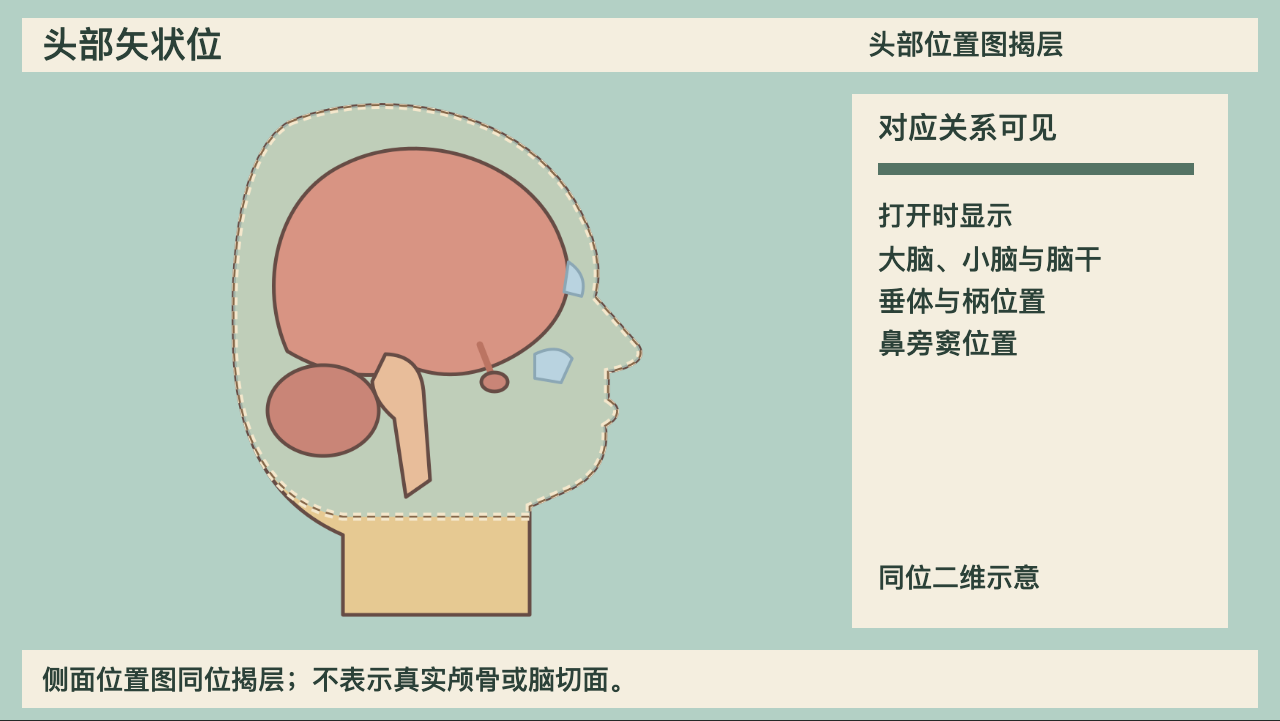 头部矢状位
头部位置图揭层
对应关系可见
打开时显示
大脑、小脑与脑干
垂体与柄位置
鼻旁窦位置
同位二维示意
侧面位置图同位揭层；不表示真实颅骨或脑切面。